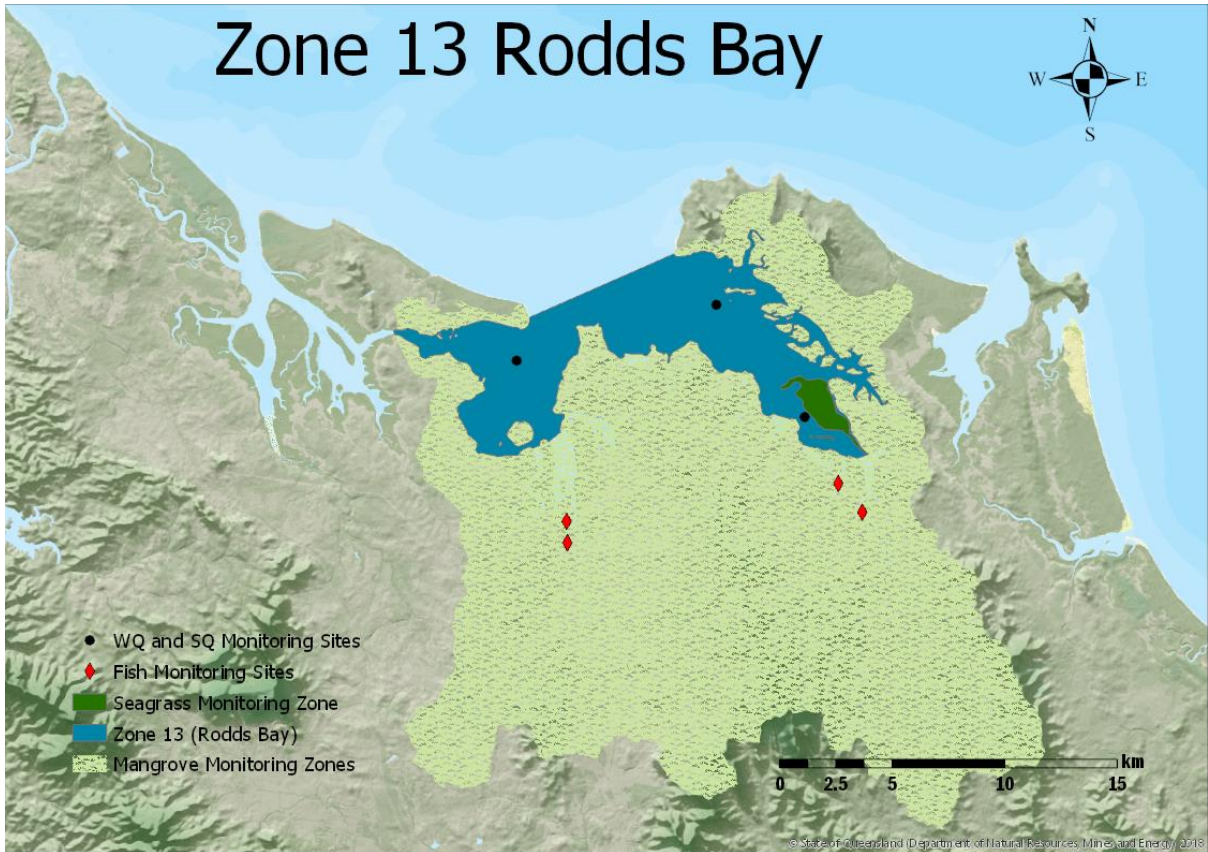 Zone 13 Rodds Bay
N
W E
S
WQ and SQ Monitoring Sites
Fish Monitoring Sites
Seagrass Monitoring Zone
Zone 13 (Rodds Bay)
Mangrove Monitoring Zones
km
0 2.5 5 10 15
© State of Queensland (Department of Natural Resources, Mines and Energy) 2018